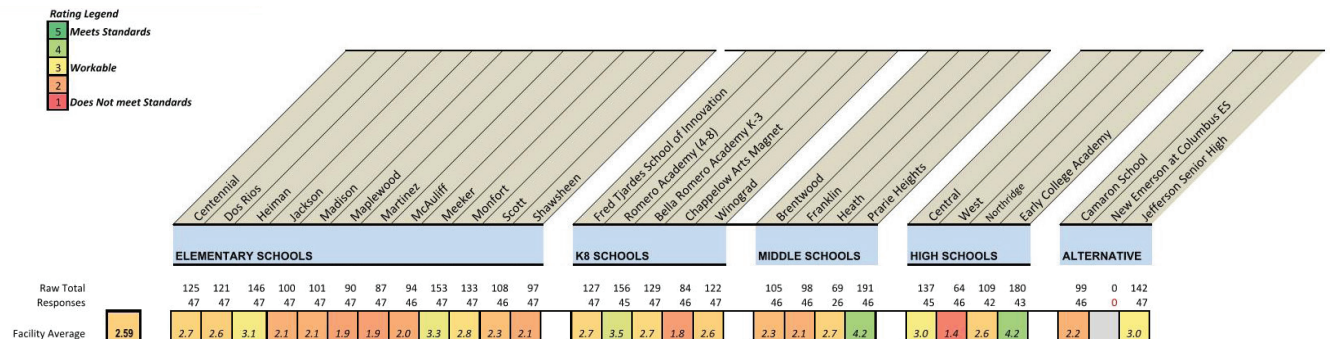 Rating Legend
5 Meets Standards
4
3 Workable
2
1 Does Not meet Standards
Centennial
Dos Rios
Heiman
Jackson
Madison
Maplewood
Martinez
McAuliff
Meeker
Monfort
Scott
Shawsheen
Fred Tjardes School of Innovation
Romero Academy (4-8)
Bella Romero Academy K-3
Chappelow Arts Magnet
Winograd
Brentwood
Franklin
Heath
Prarie Heights
Central
West
Northridge
Early College Academy
Camaron School
New Emerson at Columbus ES
Jefferson Senior High
ELEMENTARY SCHOOLS K8 SCHOOLS MIDDLE SCHOOLS HIGH SCHOOLS ALTERNATIVE
Raw Total 125 121 146 100 101 90 87 94 153 133 108 97 127 156 129 84 122 105 98 69 191 137 64 109 180 99 0 142
Responses 47 47 47 47 47 47 47 46 47 47 46 47 47 45 47 46 47 46 46 26 46 45 46 42 43 46 0 47
Facility Average 2.59 2.7 2.6 3.1 2.1 2.1 1.9 1.9 2.0 3.3 2.8 2.3 2.1 2.7 3.5 2.7 1.8 2.6 2.3 2.1 2.7 4.2 3.0 1.4 2.6 4.2 2.2 3.0